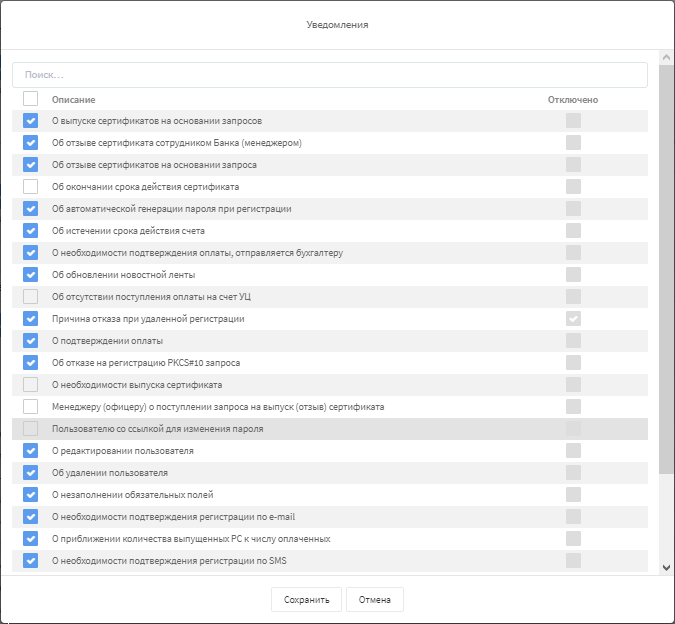 Уведомления
Поиск...
Описание Отключено
О выпуске сертификатов на основании запросов
Об отзыве сертификата сотрудником Банка (менеджером)
Об отзыве сертификатов на основании запроса
Об окончании срока действия сертификата
Об автоматической генерации пароля при регистрации
Об истечении срока действия счета
О необходимости подтверждения оплаты, отправляется бухгалтеру
Об обновлении новостной ленты
Об отсутствии поступления оплаты на счет УЦ
Причина отказа при удаленной регистрации
О подтверждении оплаты
Об отказе на регистрацию PKCS#10 запроса
О необходимости выпуска сертификата
Менеджеру (офицеру) о поступлении запроса на выпуск (отзыв) сертификата
Пользователю со ссылкой для изменения пароля
О редактировании пользователя
Об удалении пользователя
О незаполнении обязательных полей
О необходимости подтверждения регистрации по e-mail
О приближении количества выпущенных РС к числу оплаченных
О необходимости подтверждения регистрации по SMS
Сохранить Отмена